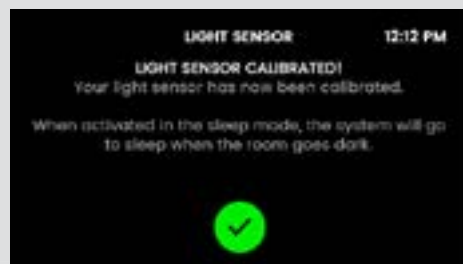 LIGHT SENSOR 12:12 PM
LIGHT SENSOR CALIBRATED!
Your light sensor has now been calibrated.
When activated in the sleep mode, the system will go
to sleep when the room goes dark.